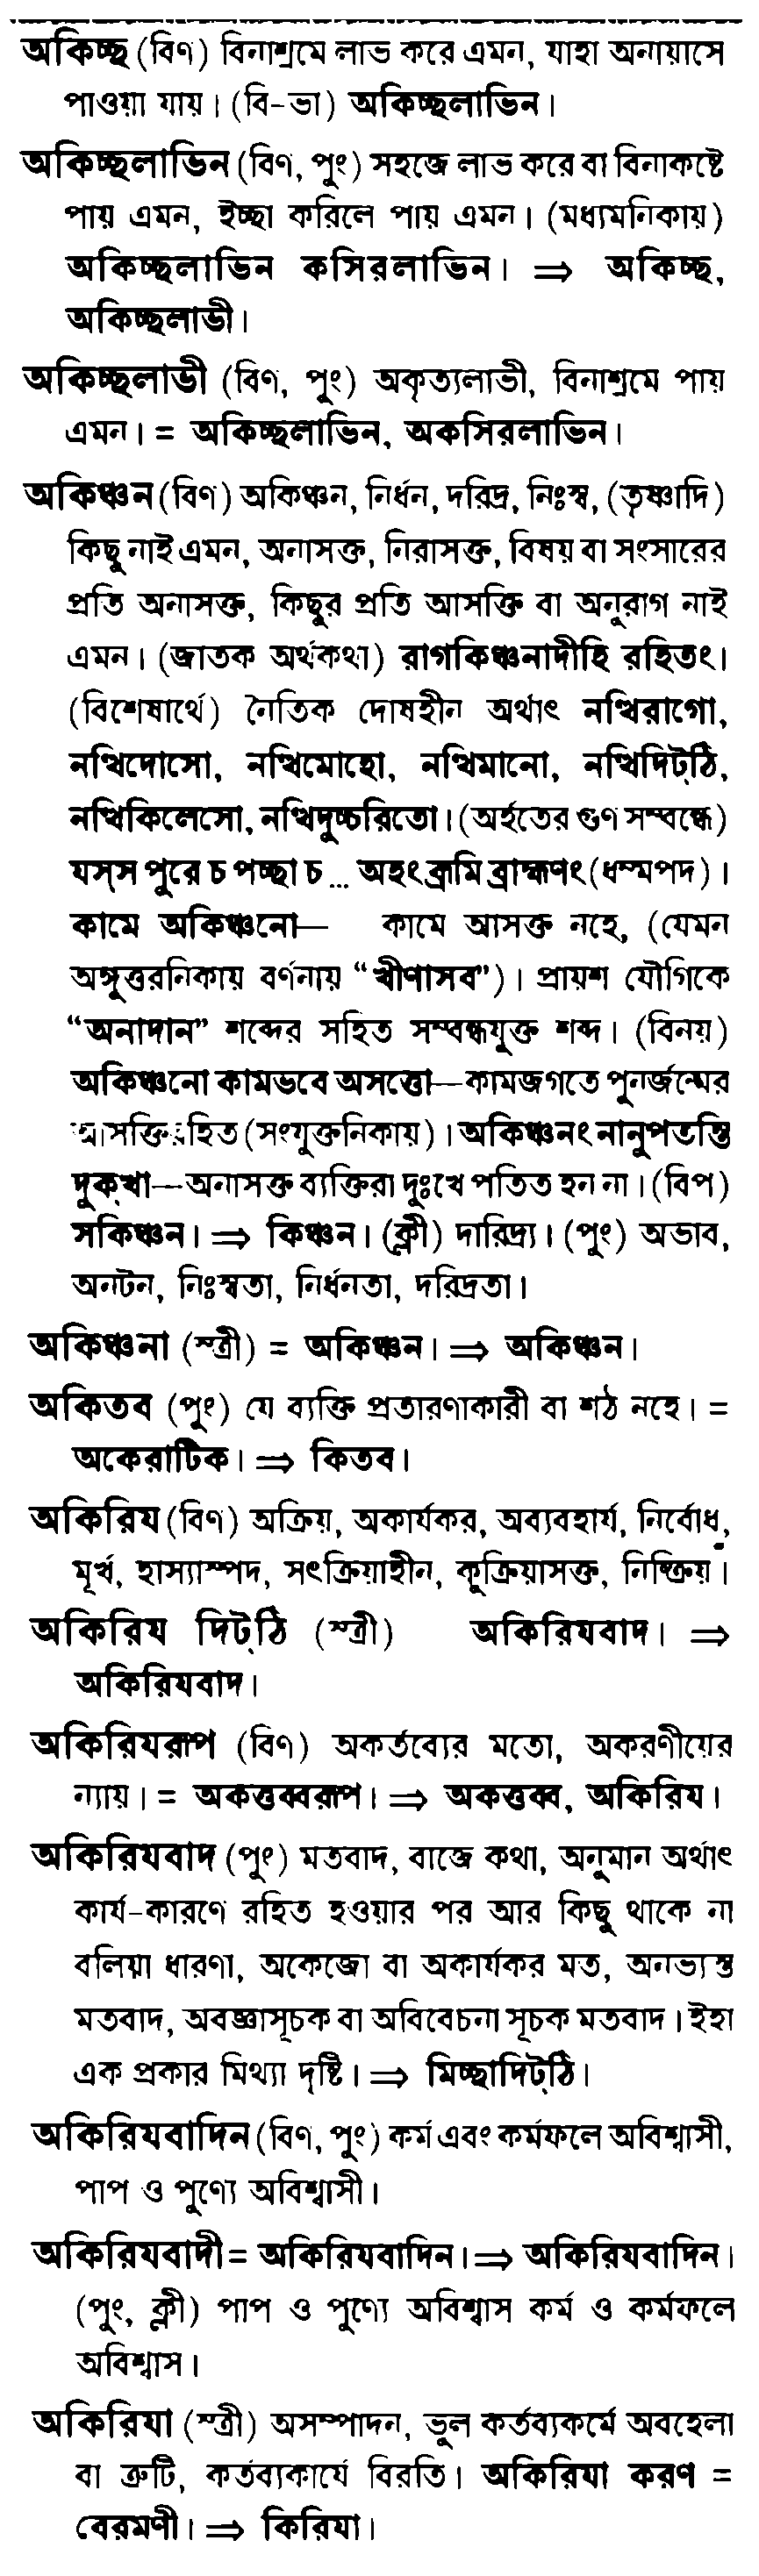 অকিচ্ছ (বিণ) বিনাশ্রমে লাভ করে এমন, যাহা অনায়াসে
পাওয়া যায়। (বি-ভা) অকিচ্ছলাভিন।
অকিচ্ছলাভিন (বিণ, পুং) সহজে লাভ করে বা বিনাকষ্টে
পায় এমন, ইচ্ছা করিলে পায় এমন। (মধ্যমনিকায়)
অকিচ্ছলাভিন কসিরলাভিন। ⇒ অকিচ্ছ,
অকিচ্ছলাভী।
অকিচ্ছলাভী (বিণ, পুং) অকৃত্যলাভী, বিনাশ্রমে পায়
এমন। = অকিচ্ছলাভিন, অকসিরলাভিন।
অকিঞ্চন (বিণ) অকিঞ্চন, নির্ধন, দরিদ্র, নিঃস্ব, (তৃষ্ণাদি)
কিছু নাই এমন, অনাসক্ত, নিরাসক্ত, বিষয় বা সংসারের
প্রতি অনাসক্ত, কিছুর প্রতি আসক্তি বা অনুরাগ নাই
এমন। (জাতক অর্থকথা) রাগকিঞ্চনাদীহি রহিতং।
(বিশেষার্থে) নৈতিক দোষহীন অর্থাৎ নত্থিরাগো,
নত্থিদোসো, নত্থিমোহো, নত্থিমানো, নত্থিদিট্‌ঠি,
নত্থিকিলেসো, নত্থিদুচ্চরিতো। (অর্হতের গুণ সম্বন্ধে)
যস্‌স পুরে চ পচ্ছা চ ... অহং ব্রূমি ব্রাহ্মণং (ধম্মপদ)।
কামে অকিঞ্চনো— কামে আসক্ত নহে, (যেমন
অঙ্গুত্তরনিকায় বর্ণনায় “খীণাসব”)। প্রায়শ যৌগিকে
“অনাদান” শব্দের সহিত সম্বন্ধযুক্ত শব্দ। (বিনয়)
অকিঞ্চনো কামভবে অসত্তো—কামজগতে পুনর্জন্মের
আসক্তিরহিত (সংযুক্তনিকায়)। অকিঞ্চনং নানুপতন্তি
দুক্‌খা—অনাসক্ত ব্যক্তিরা দুঃখে পতিত হন না। (বিপ)
সকিঞ্চন। ⇒ কিঞ্চন। (ক্লী) দারিদ্র্য। (পুং) অভাব,
অনটন, নিঃস্বতা, নির্ধনতা, দরিদ্রতা।
অকিঞ্চনা (স্ত্রী) = অকিঞ্চন। ⇒ অকিঞ্চন।
অকিতব (পুং) যে ব্যক্তি প্রতারণাকারী বা শঠ নহে। =
অকেরাটিক। ⇒ কিতব।
অকিরিয (বিণ) অক্রিয়, অকার্যকর, অব্যবহার্য, নির্বোধ,
মূর্খ, হাস্যাস্পদ, সৎক্রিয়াহীন, কুক্রিয়াসক্ত, নিষ্ক্রিয়।
অকিরিয দিট্‌ঠি (স্ত্রী) অকিরিযবাদ। ⇒
অকিরিযবাদ।
অকিরিযরূপ (বিণ) অকর্তব্যের মতো, অকরণীয়ের
ন্যায়। = অকত্তব্বরূপ। ⇒ অকত্তব্ব, অকিরিয।
অকিরিযবাদ (পুং) মতবাদ, বাজে কথা, অনুমান অর্থাৎ
কার্য-কারণে রহিত হওয়ার পর আর কিছু থাকে না
বলিয়া ধারণা, অকেজো বা অকার্যকর মত, অনভ্যস্ত
মতবাদ, অবজ্ঞাসূচক বা অবিবেচনা সূচক মতবাদ। ইহা
এক প্রকার মিথ্যা দৃষ্টি। ⇒ মিচ্ছাদিট্‌ঠি।
অকিরিযবাদিন (বিণ, পুং) কর্ম এবং কর্মফলে অবিশ্বাসী,
পাপ ও পুণ্যে অবিশ্বাসী।
অকিরিযবাদী = অকিরিযবাদিন। ⇒ অকিরিযবাদিন।
(পুং, ক্লী) পাপ ও পুণ্যে অবিশ্বাস কর্ম ও কর্মফলে
অবিশ্বাস।
অকিরিযা (স্ত্রী) অসম্পাদন, ভুল কর্তব্যকর্মে অবহেলা
বা ত্রুটি, কর্তব্যকার্যে বিরতি। অকিরিযা করণ =
বেরমণী। ⇒ কিরিযা।